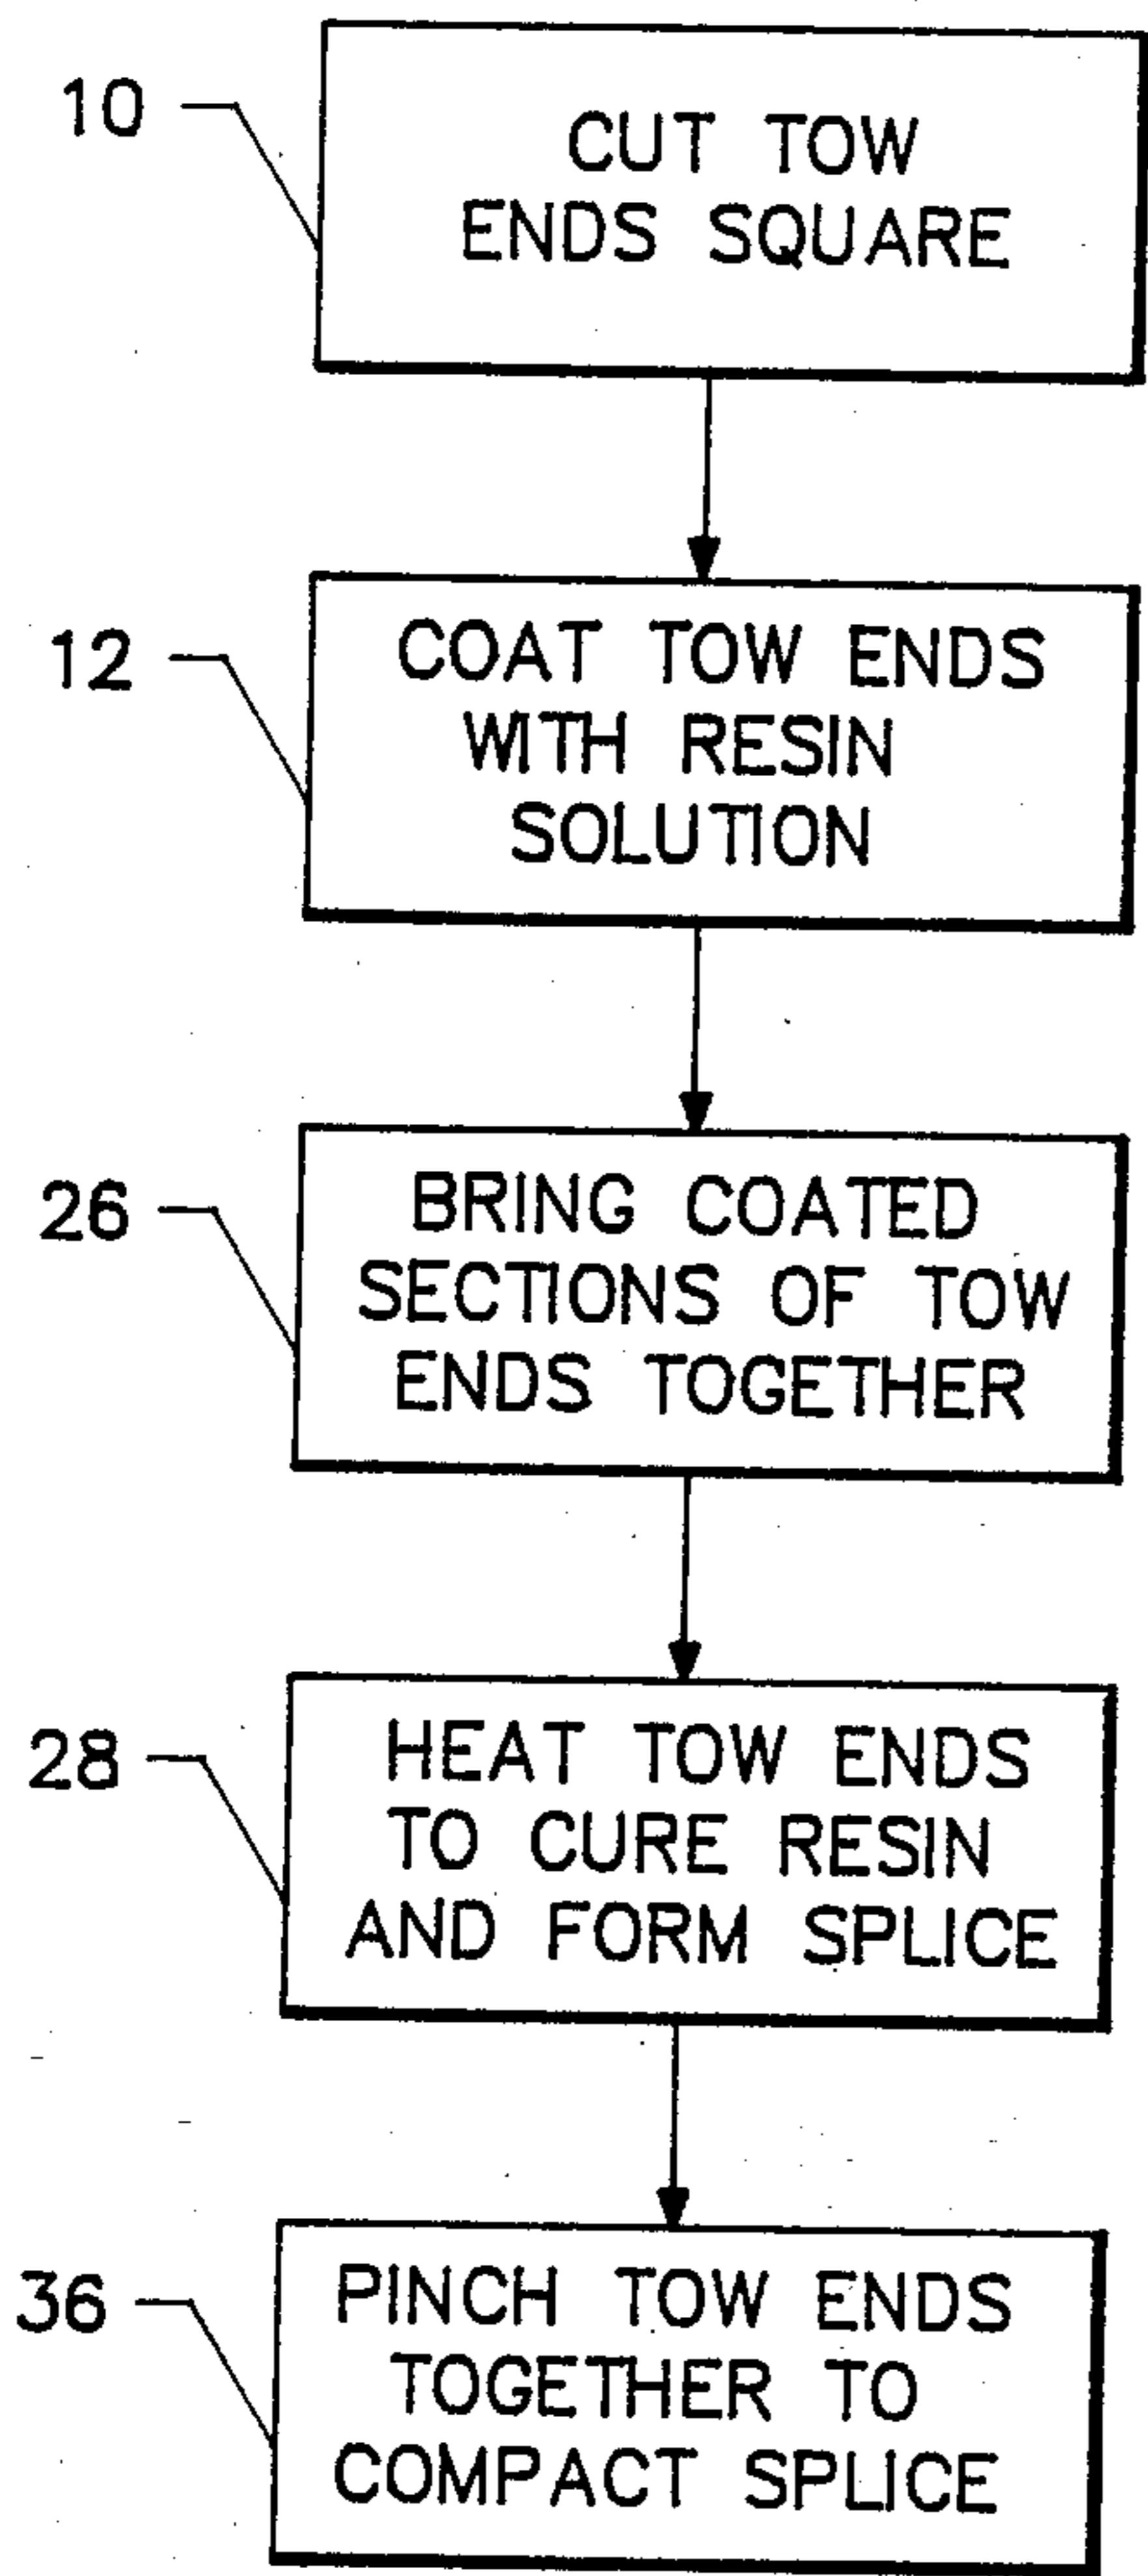 10
CUT TOW
ENDS SQUARE
12
COAT TOW ENDS
WITH RESIN
SOLUTION
26
BRING COATED
SECTIONS OF TOW
ENDS TOGETHER
28
HEAT TOW ENDS
TO CURE RESIN
AND FORM SPLICE
36
PINCH TOW ENDS
TOGETHER TO
COMPACT SPLICE